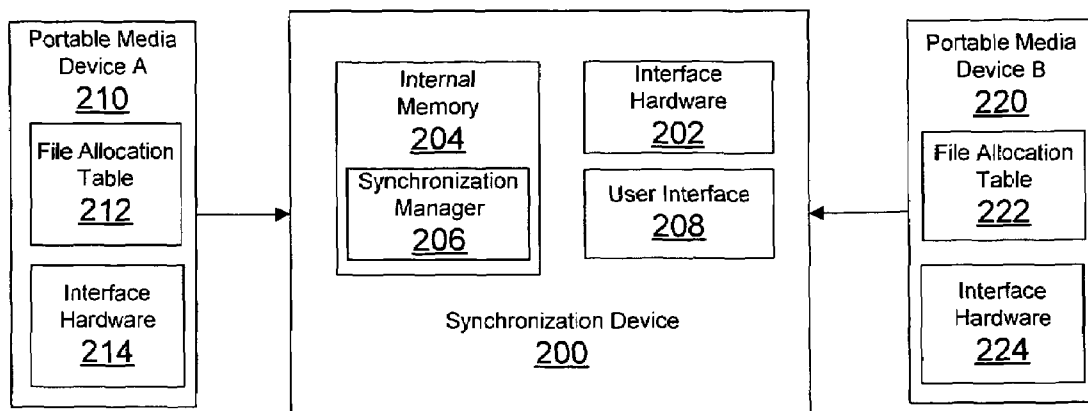 Portable Media
Device A
210
File Allocation
Table
212
Interface
Hardware
214
Internal
Memory
204
Synchronization
Manager
206
Interface
Hardware
202
User Interface
208
Synchronization Device
200
Portable Media
Device B
220
File Allocation
Table
222
Interface
Hardware
224